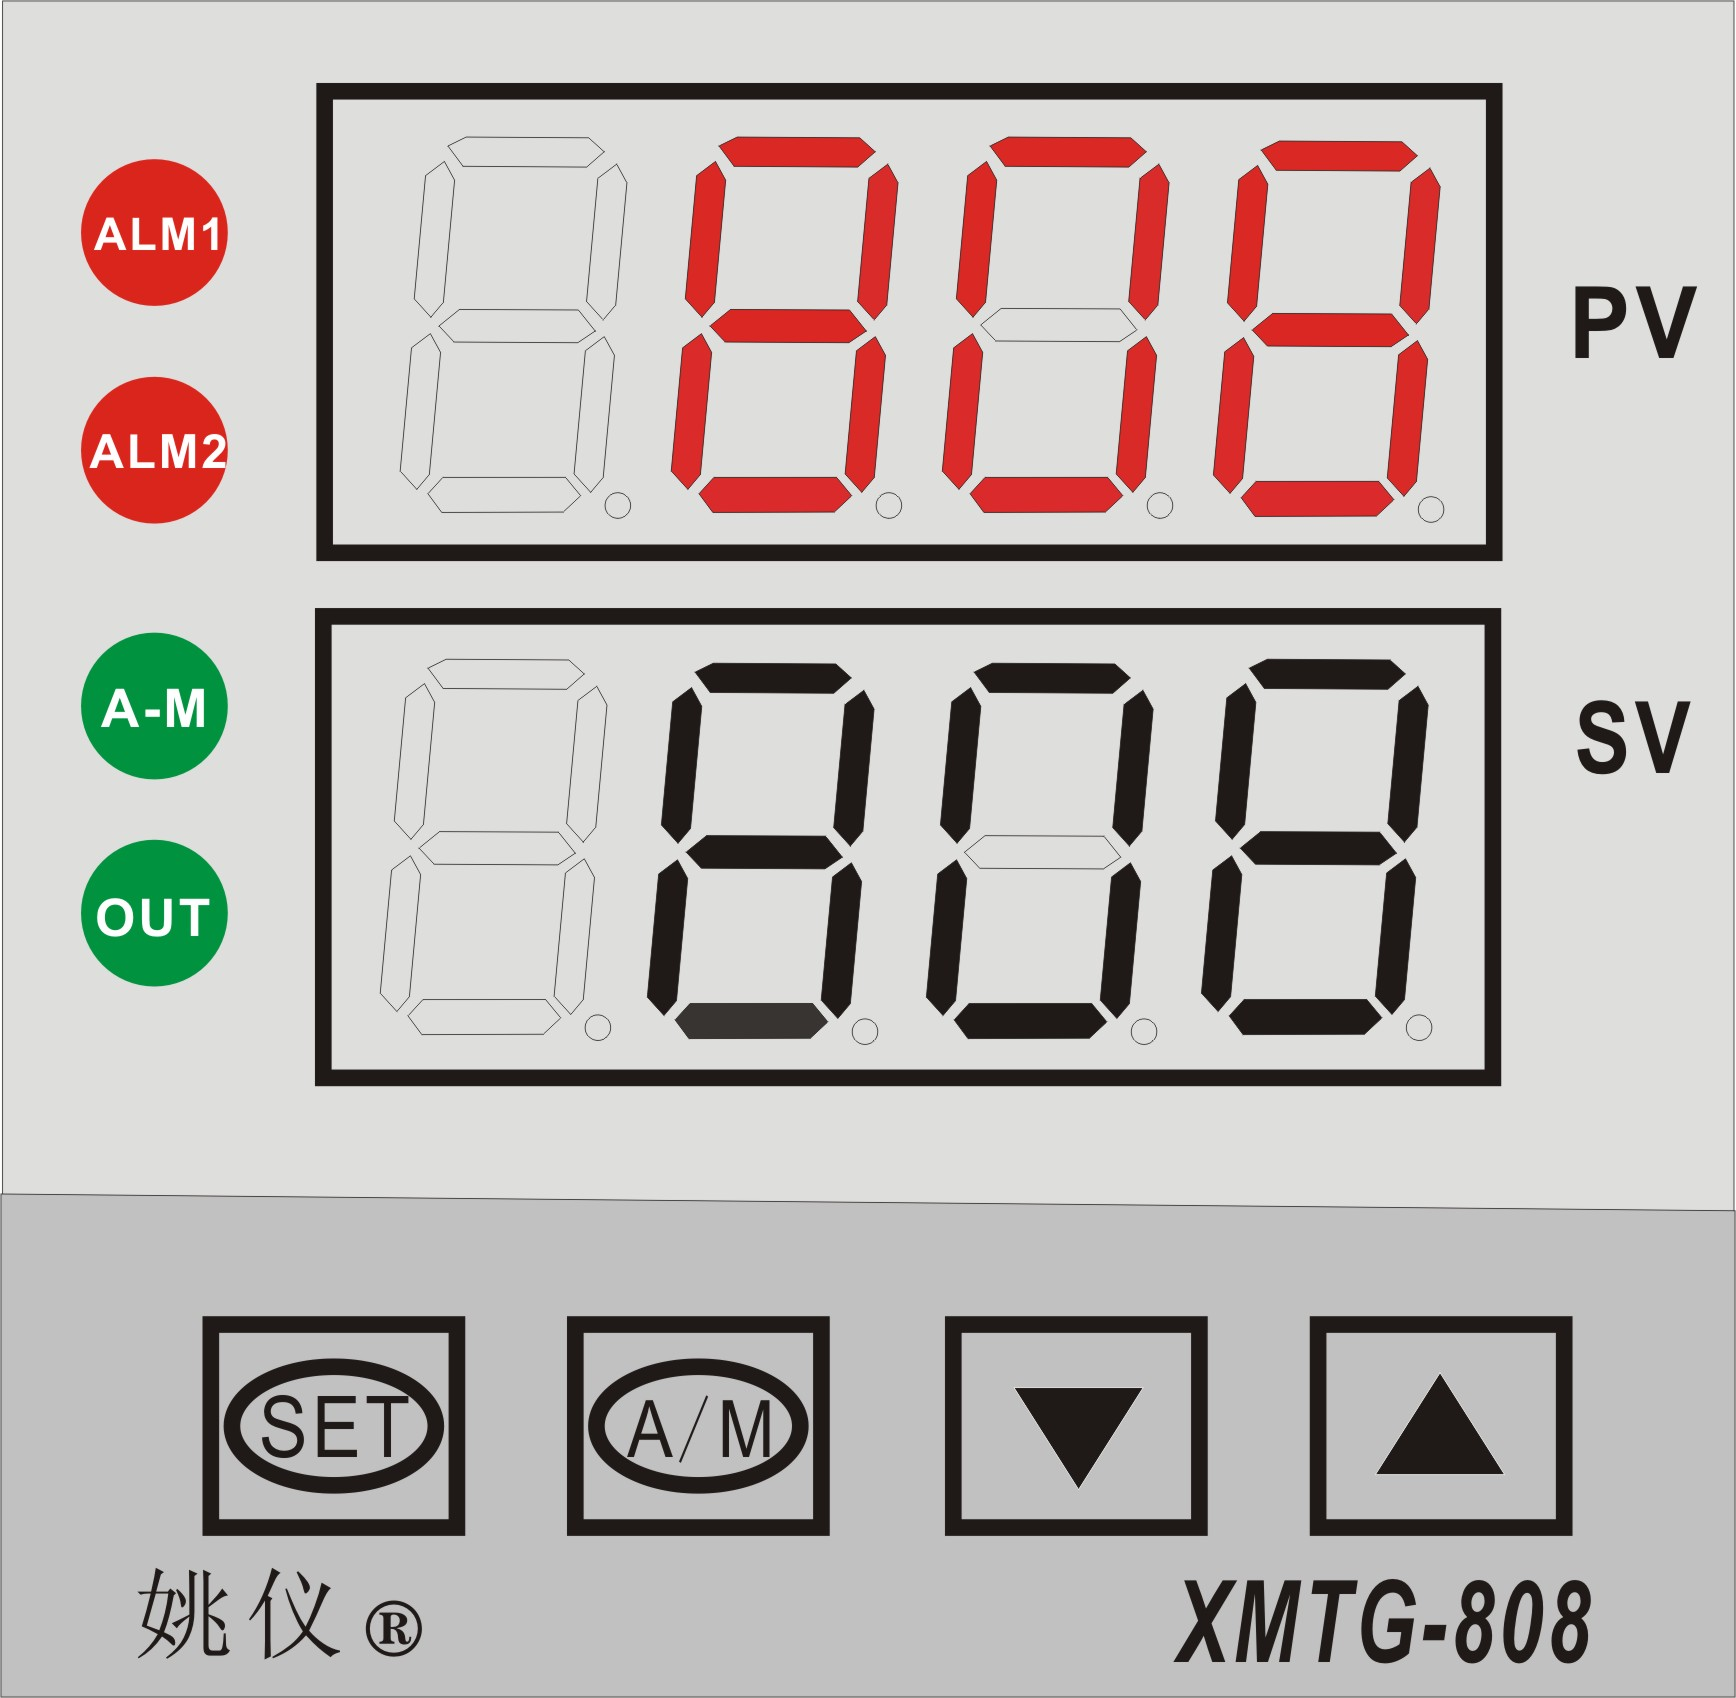 ALM1
ALM2
808
PV
A-M
OUT
808
SV
SET
A/M
姚仪®
XMTG-808